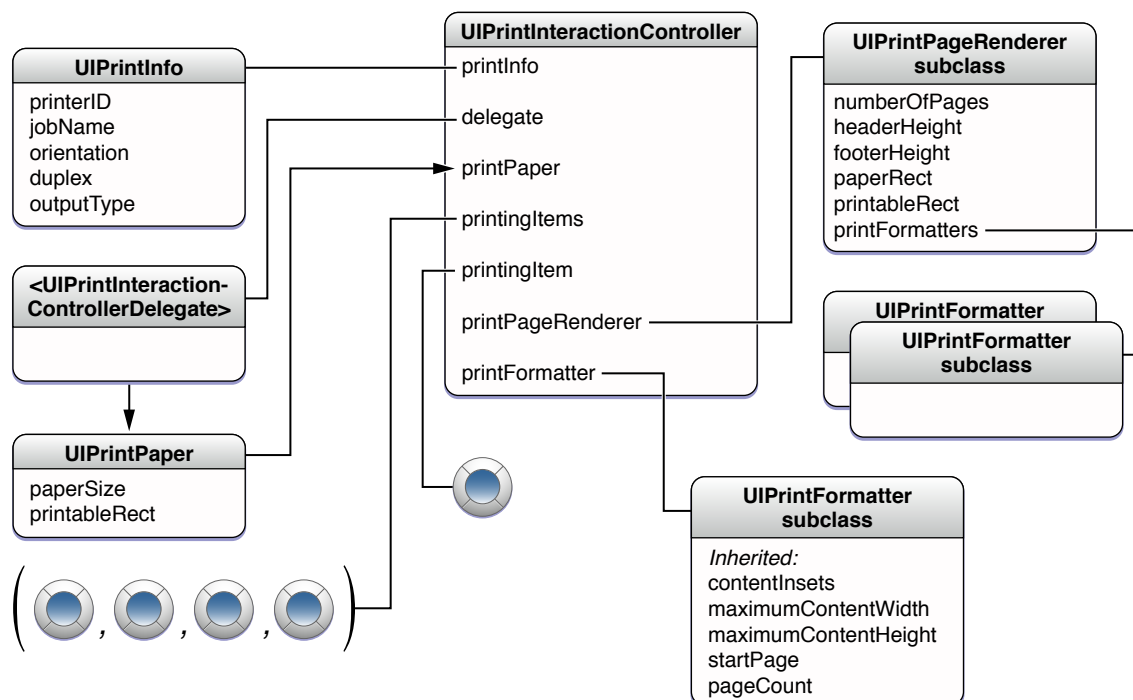 UIPrintInfo
printerID
jobName
orientation
duplex
outputType
<UIPrintInteraction-
ControllerDelegate>
UIPrintPaper
paperSize
printableRect
( , , , )
UIPrintInteractionController
printInfo
delegate
printPaper
printingItems
printingItem
printPageRenderer
printFormatter
UIPrintPageRenderer
subclass
numberOfPages
headerHeight
footerHeight
paperRect
printableRect
printFormatters
UIPrintFormatter
UIPrintFormatter
subclass
UIPrintFormatter
subclass
Inherited:
contentInsets
maximumContentWidth
maximumContentHeight
startPage
pageCount